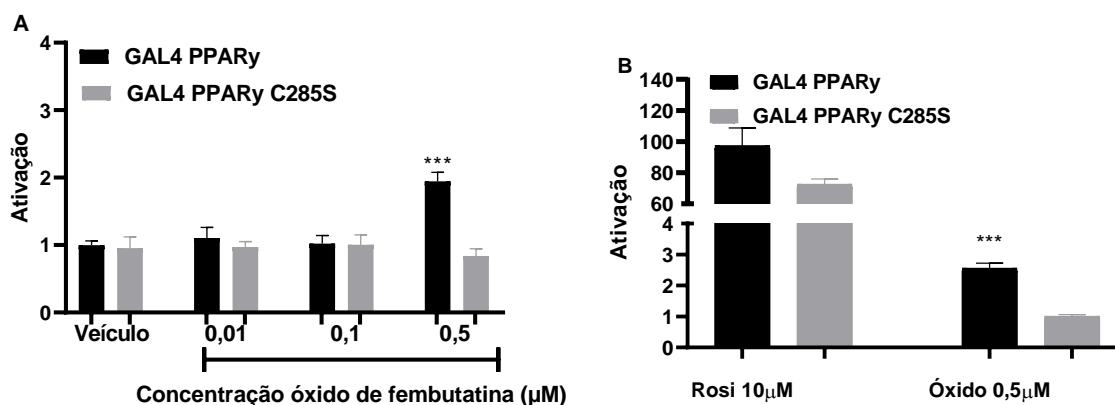 A
Ativação
4
3
2
1
0
GAL4 PPARy
GAL4 PPARy C285S
***
Veículo 0,01 0,1 0,5
Concentração óxido de fembutatina (µM)
B
Ativação
140
120
100
80
60
4
3
2
1
0
GAL4 PPARy
GAL4 PPARy C285S
***
Rosi 10µM Óxido 0,5µM